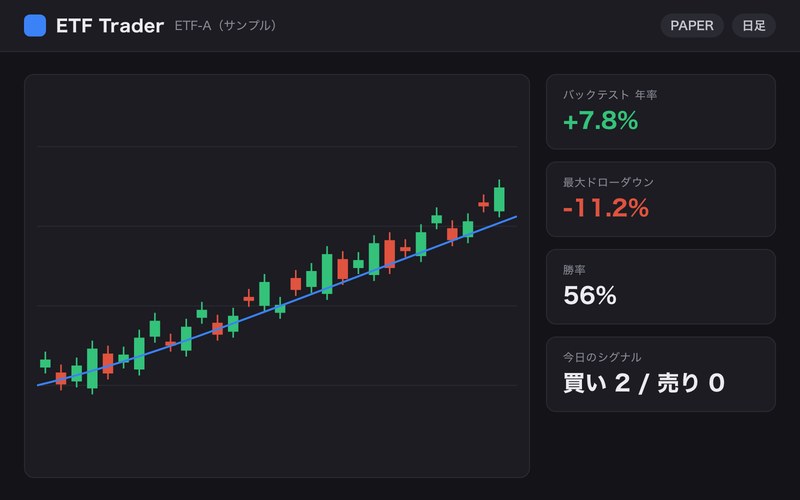 ETF Trader ETF-A（サンプル） PAPER 日足
バックテスト 年率
+7.8%
最大ドローダウン
-11.2%
勝率
56%
今日のシグナル
買い 2 / 売り 0